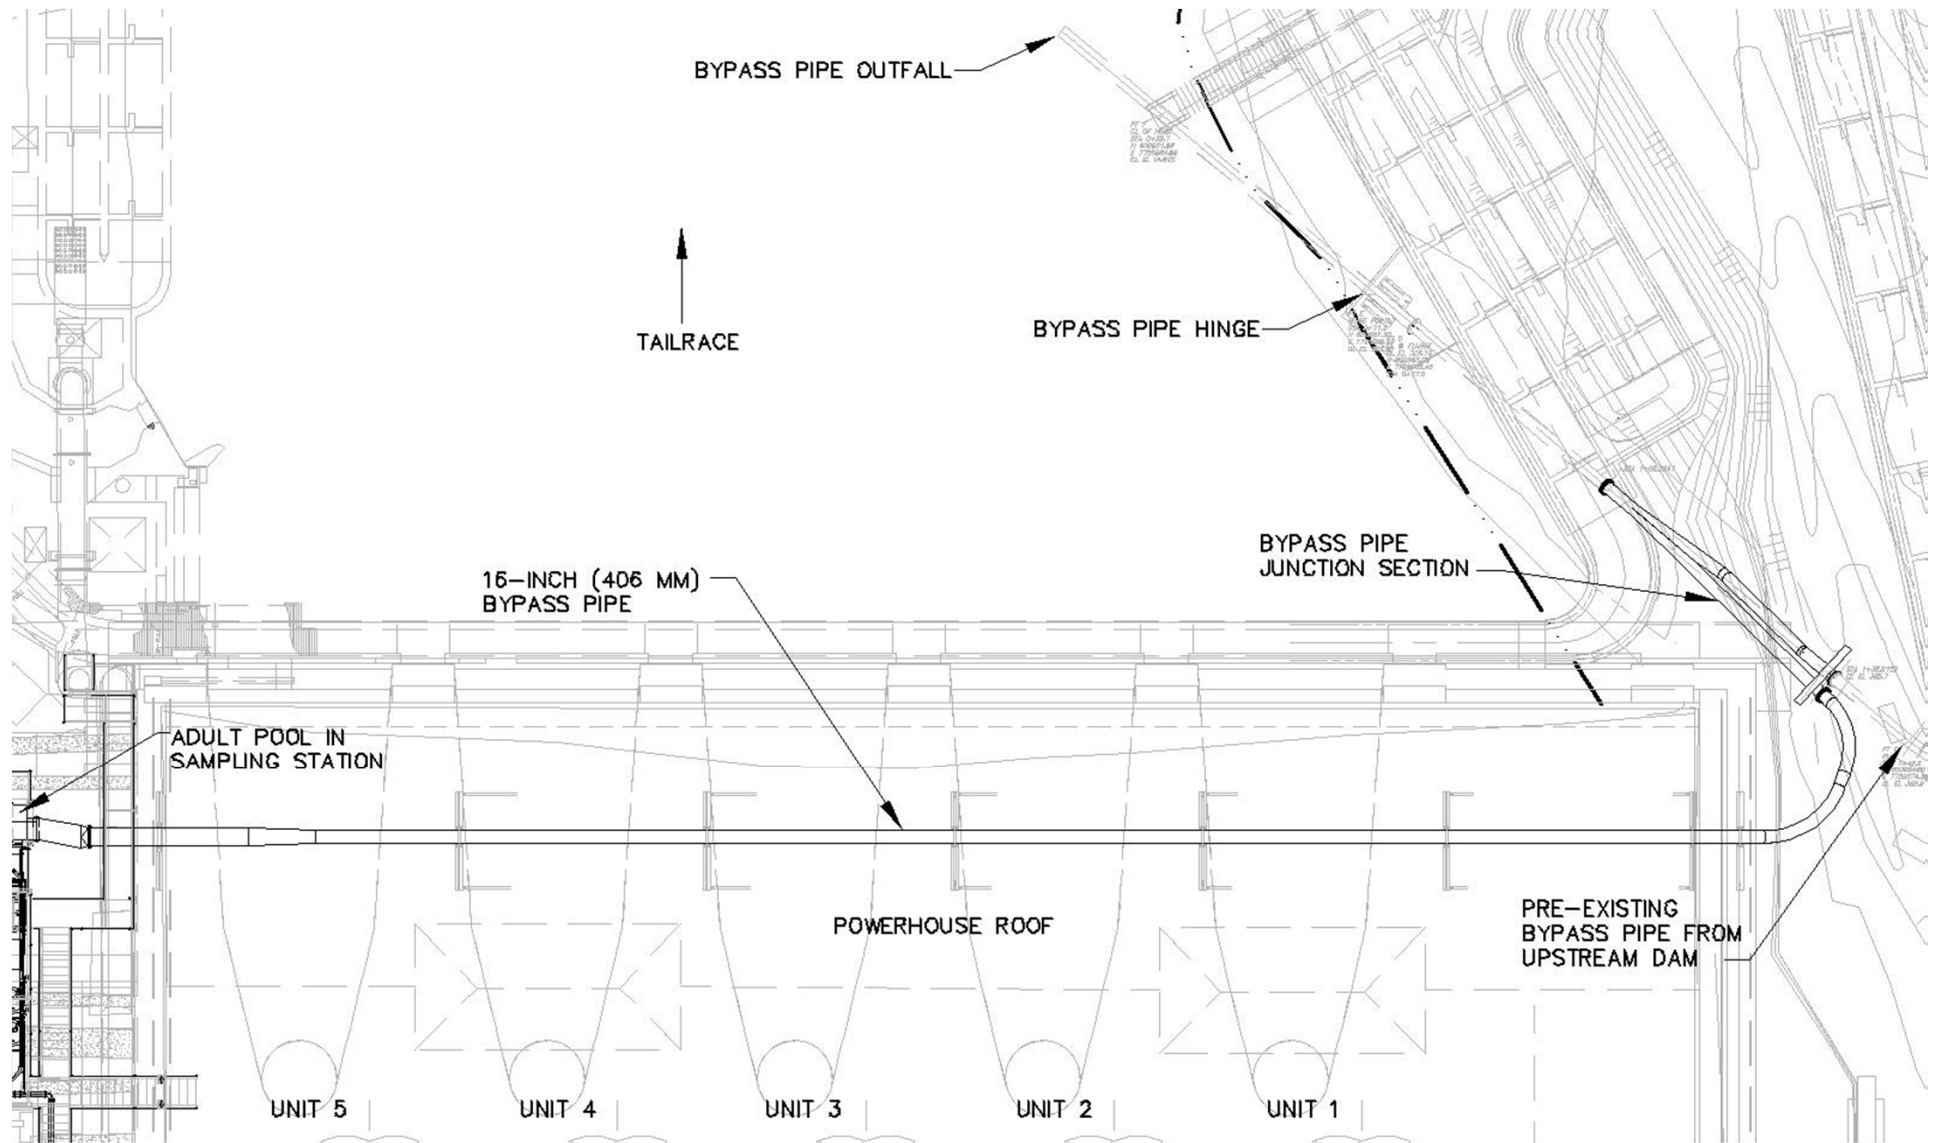 BYPASS PIPE OUTFALL
TAILRACE
BYPASS PIPE HINGE
BYPASS PIPE
JUNCTION SECTION
16-INCH (406 MM)
BYPASS PIPE
ADULT POOL IN
SAMPLING STATION
POWERHOUSE ROOF
PRE-EXISTING
BYPASS PIPE FROM
UPSTREAM DAM
UNIT 5
UNIT 4
UNIT 3
UNIT 2
UNIT 1